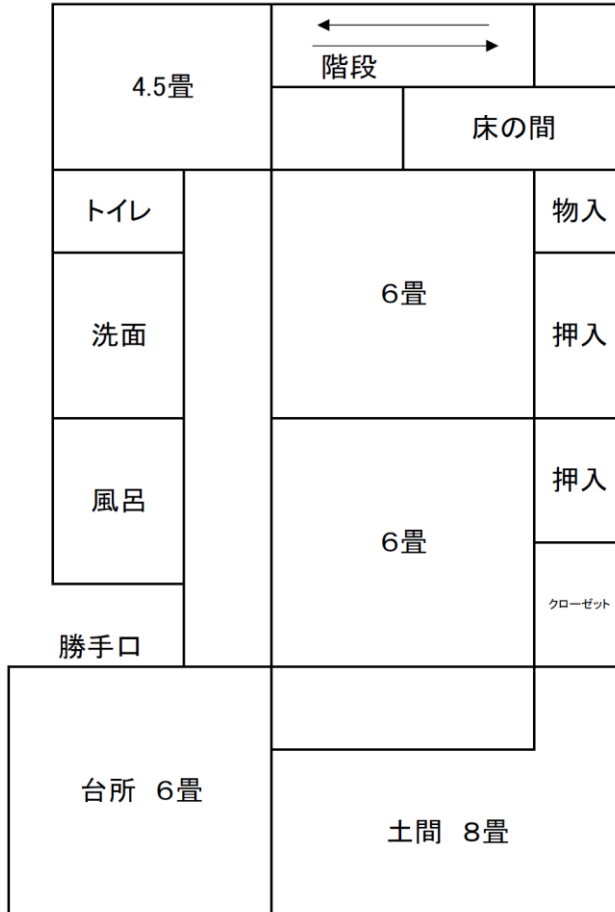 階段
4.5畳
床の間
トイレ
物入
6畳
洗面
押入
風呂
押入
6畳
クローゼット
勝手口
台所 6畳
土間 8畳